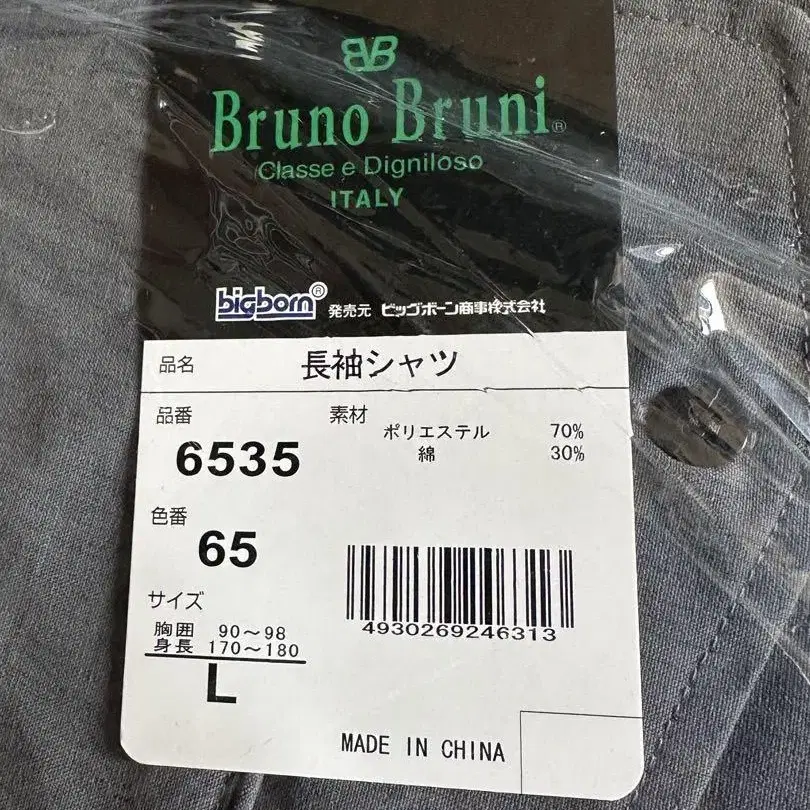 BB
Bruno Bruni®
Classe e Digniloso
ITALY
bigborn® 発売元 ビッグボーン商事株式会社
品名 長袖シャツ
品番 素材
ポリエステル 70%
6535 綿 30%
色番
65
サイズ
胸囲 90〜98
身長 170〜180
L
4930269246313
MADE IN CHINA